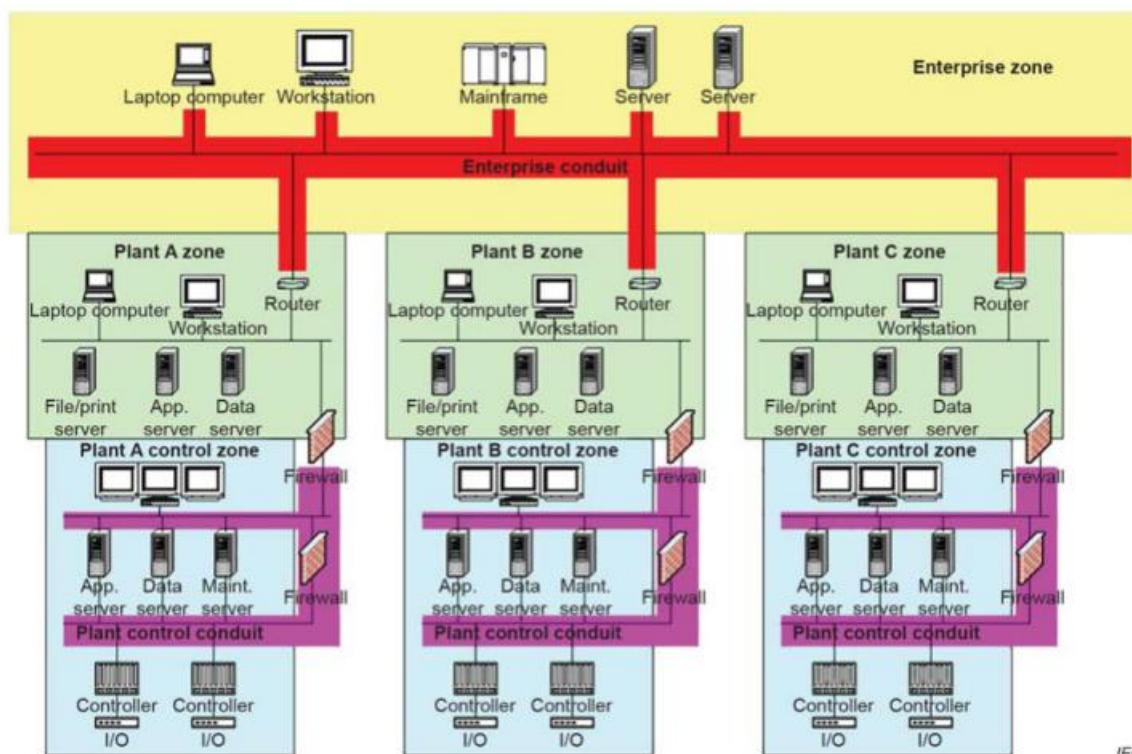 Enterprise zone
Laptop computer Workstation Mainframe Server Server
Enterprise conduit
Plant A zone
Laptop computer
Workstation
Router
File/print
server
App.
server
Data
server
Firewall
Plant A control zone
App.
server
Data
server
Maint.
server
Firewall
Plant control conduit
Controller Controller
I/O I/O
Plant B zone
Laptop computer
Workstation
Router
File/print
server
App.
server
Data
server
Firewall
Plant B control zone
App.
server
Data
server
Maint.
server
Firewall
Plant control conduit
Controller Controller
I/O I/O
Plant C zone
Laptop computer
Workstation
Router
File/print
server
App.
server
Data
server
Firewall
Plant C control zone
App.
server
Data
server
Maint.
server
Firewall
Plant control conduit
Controller Controller
I/O I/O